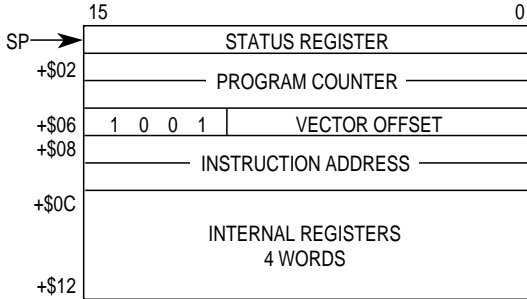 15 0
SP STATUS REGISTER
+$02
PROGRAM COUNTER
+$06 1 0 0 1 VECTOR OFFSET
+$08
INSTRUCTION ADDRESS
+$0C
INTERNAL REGISTERS
4 WORDS
+$12